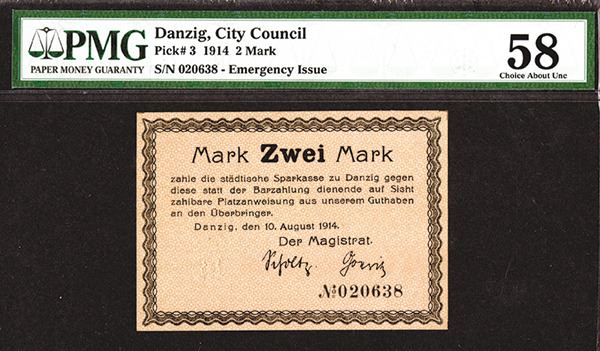 PMG
PAPER MONEY GUARANTY
Danzig, City Council
Pick# 3 1914 2 Mark
S/N 020638 - Emergency Issue
58
Choice About Unc
Mark Zwei Mark
zahle die städtische Sparkasse zu Danzig gegen
diese statt der Barzahlung dienende auf Sicht
zahlbare Platzanweisung aus unserem Guthaben
an den Überbringer.
Danzig, den 10. August 1914.
Der Magistrat.
Scholtz.
№020638